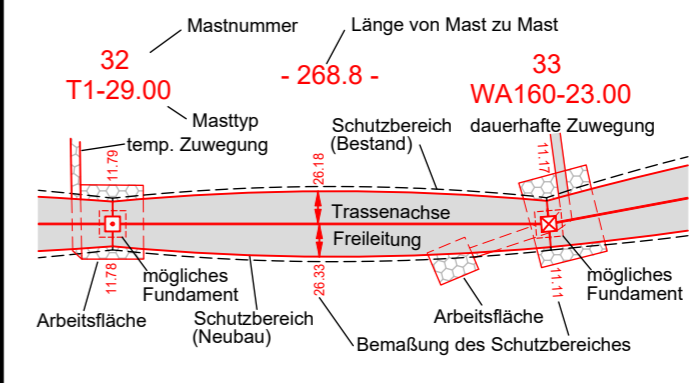 Mastnummer
Länge von Mast zu Mast
32
T1-29.00
- 268.8 -
33
WA160-23.00
Masttyp
temp. Zuwegung
Schutzbereich
(Bestand)
dauerhafte Zuwegung
11.79
26.18
11.17
Trassenachse
Freileitung
11.78
26.33
11.11
mögliches
Fundament
mögliches
Fundament
Arbeitsfläche
Schutzbereich
(Neubau)
Arbeitsfläche
Bemaßung des Schutzbereiches